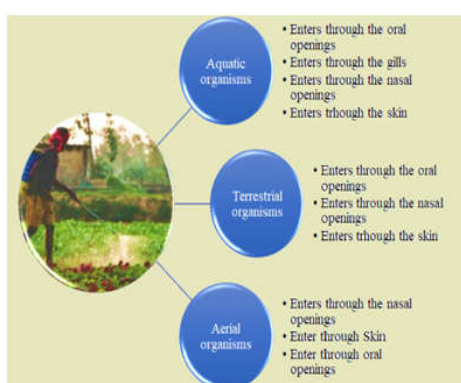 Aquatic
organisms
• Enters through the oral
openings
• Enters through the gills
• Enters through the nasal
openings
• Enters trhough the skin
Terrestrial
organisms
• Enters through the oral
openings
• Enters through the nasal
openings
• Enters trhough the skin
Aerial
organisms
• Enters through the nasal
openings
• Enter through Skin
• Enter through oral
openings